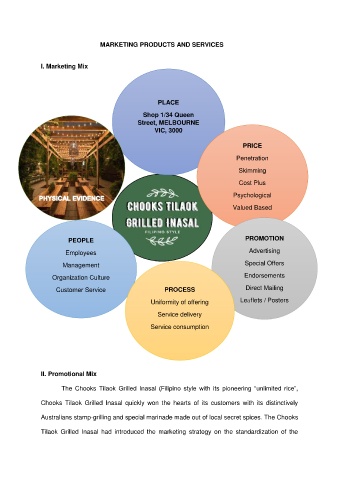 MARKETING PRODUCTS AND SERVICES
I. Marketing Mix
PLACE
Shop 1/34 Queen
Street, MELBOURNE
VIC, 3000
PHYSICAL EVIDENCE
PRICE
Penetration
Skimming
Cost Plus
Psychological
Valued Based
CHOOKS TILAOK
GRILLED INASAL
FILIPINO STYLE
PEOPLE
Employees
Management
Organization Culture
Customer Service
PROMOTION
Advertising
Special Offers
Endorsements
Direct Mailing
Leaflets / Posters
PROCESS
Uniformity of offering
Service delivery
Service consumption
II. Promotional Mix
The Chooks Tilaok Grilled Inasal (Filipino style with its pioneering “unlimited rice”,
Chooks Tilaok Grilled Inasal quickly won the hearts of its customers with its distinctively
Australians stamp-grilling and special marinade made out of local secret spices. The Chooks
Tilaok Grilled Inasal had introduced the marketing strategy on the standardization of the